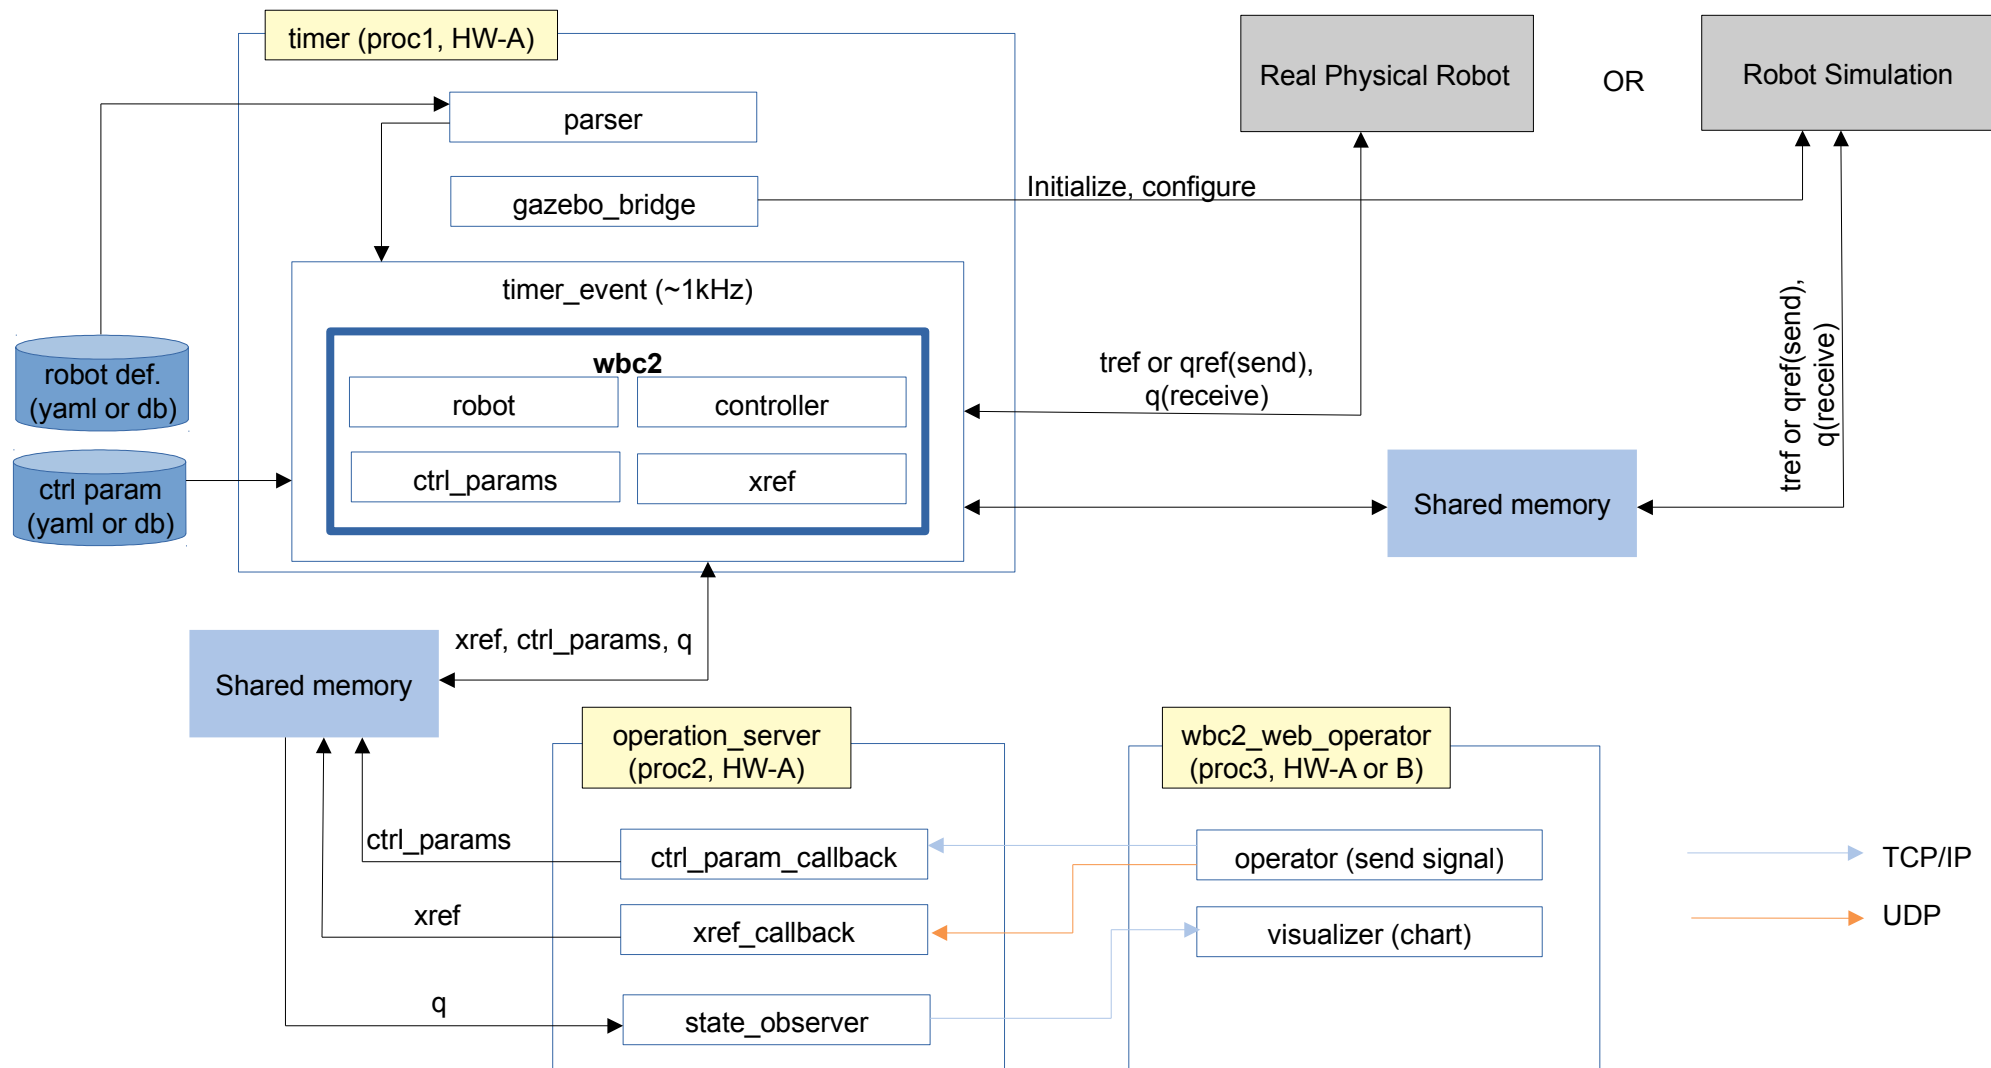 timer (proc1, HW-A)
Real Physical Robot
OR
Robot Simulation
parser
gazebo_bridge
Initialize, configure
timer_event (~1kHz)
wbc2
robot
controller
ctrl_params
xref
robot def.
(yaml or db)
ctrl param
(yaml or db)
tref or qref(send),
q(receive)
tref or qref(send),
q(receive)
Shared memory
xref, ctrl_params, q
Shared memory
operation_server
(proc2, HW-A)
wbc2_web_operator
(proc3, HW-A or B)
ctrl_params
ctrl_param_callback
operator (send signal)
TCP/IP
xref
xref_callback
visualizer (chart)
UDP
q
state_observer